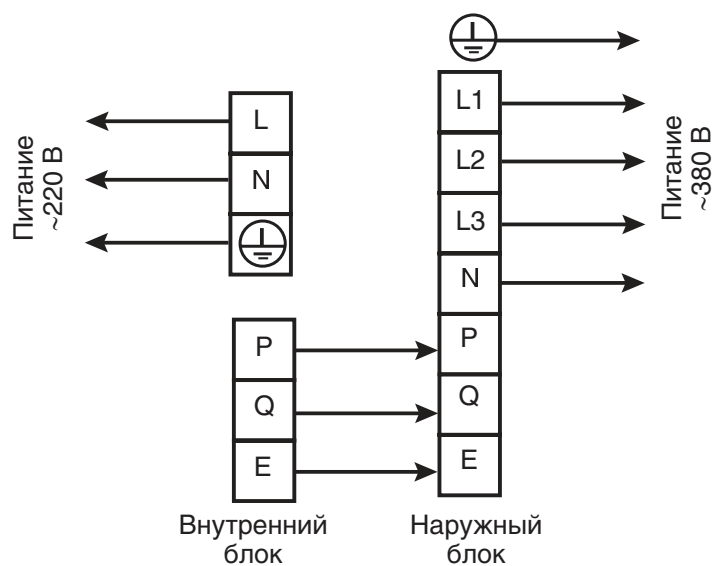 L
N
Питание
~220 В
L1
L2
L3
N
P
Q
E
Питание
~380 В
P
Q
E
Внутренний
блок
Наружный
блок